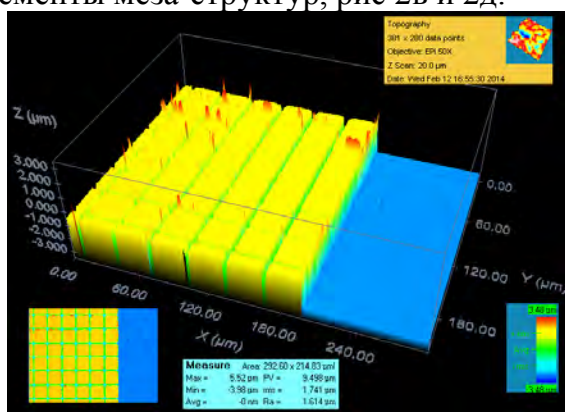 ементы меза-структур, рис 2в и 2д.
Topography
301 x 280 data points
Objective: EPI 50X
Z Scan: 20.0 µm
Date: Wed Feb 12 16:55:30 2014
Z (µm)
3.000
2.000
1.000
0.000
-1.000
-2.000
-3.000
0.00
60.00
120.00
180.00
240.00
X (µm)
0.00
60.00
120.00
180.00
Y (µm)
Measure Area: 292.60 x 214.83 µm
Max = 5.52 µm PV = 9.498 µm
Min = -3.98 µm rms = 1.741 µm
Avg = -0 nm Ra = 1.614 µm